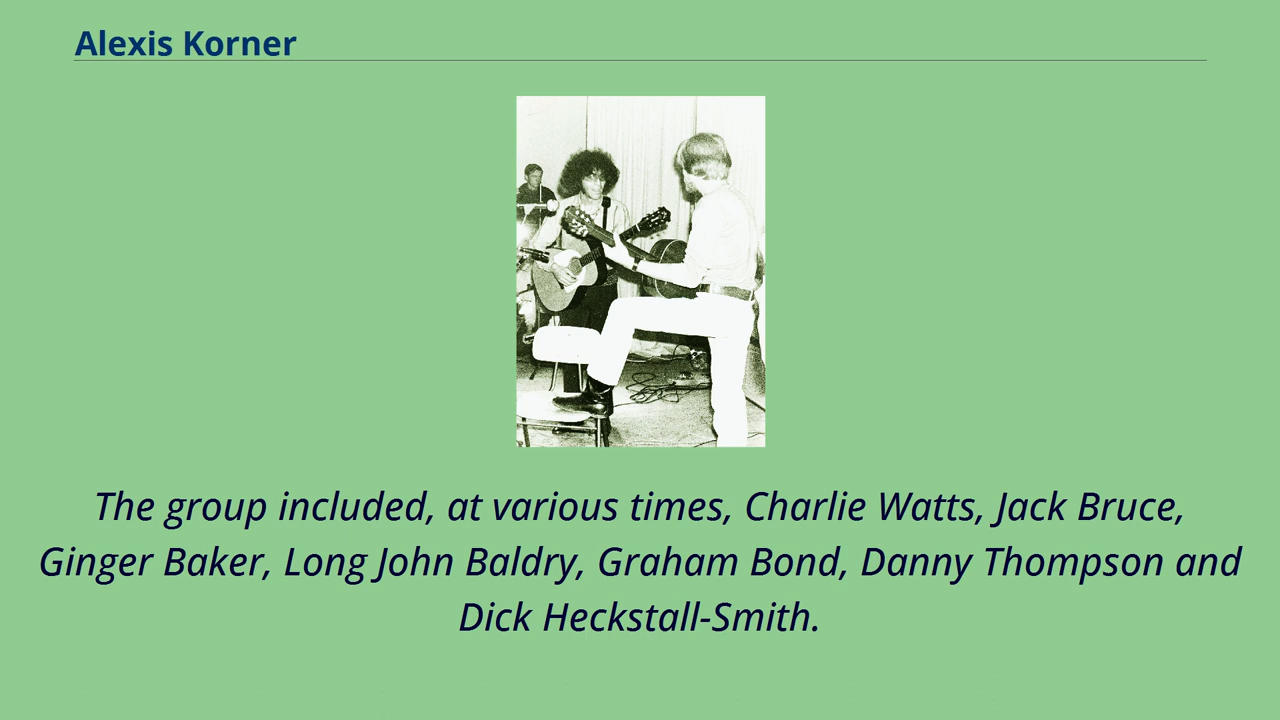 Alexis Korner
The group included, at various times, Charlie Watts, Jack Bruce,
Ginger Baker, Long John Baldry, Graham Bond, Danny Thompson and
Dick Heckstall-Smith.